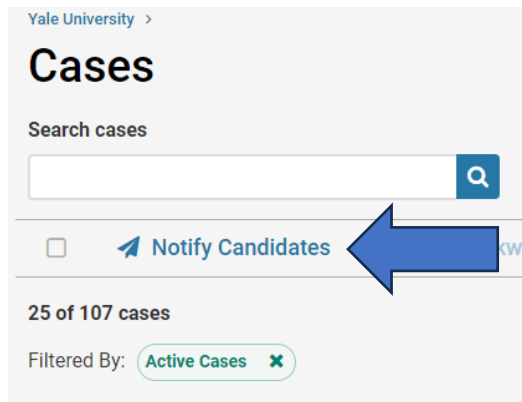 Yale University >
Cases
Search cases
Notify Candidates
25 of 107 cases
Filtered By: Active Cases ×